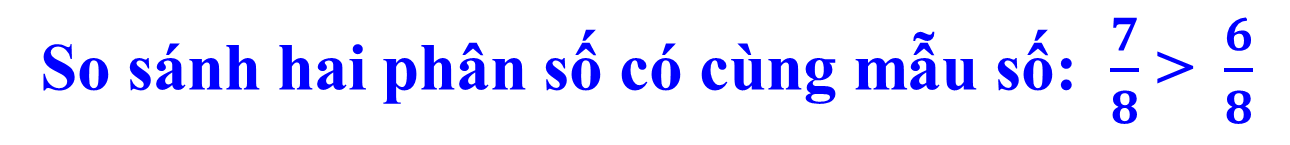 So sánh hai phân số có cùng mẫu số: 7/8 > 6/8